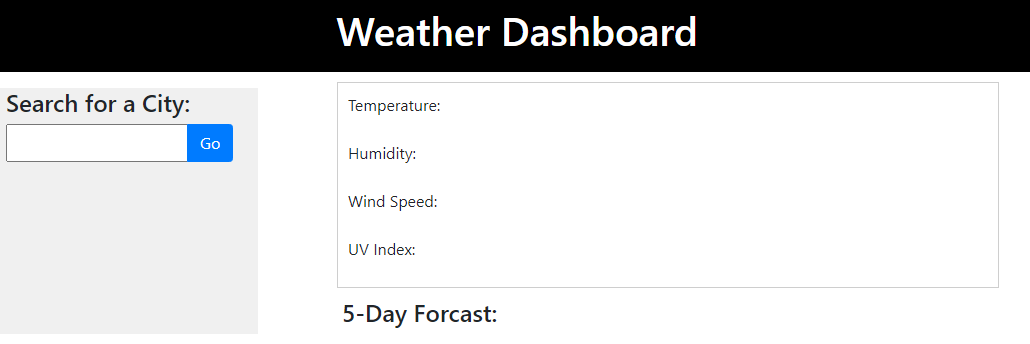 Weather Dashboard
Search for a City:
Go
Temperature:
Humidity:
Wind Speed:
UV Index:
5-Day Forcast: